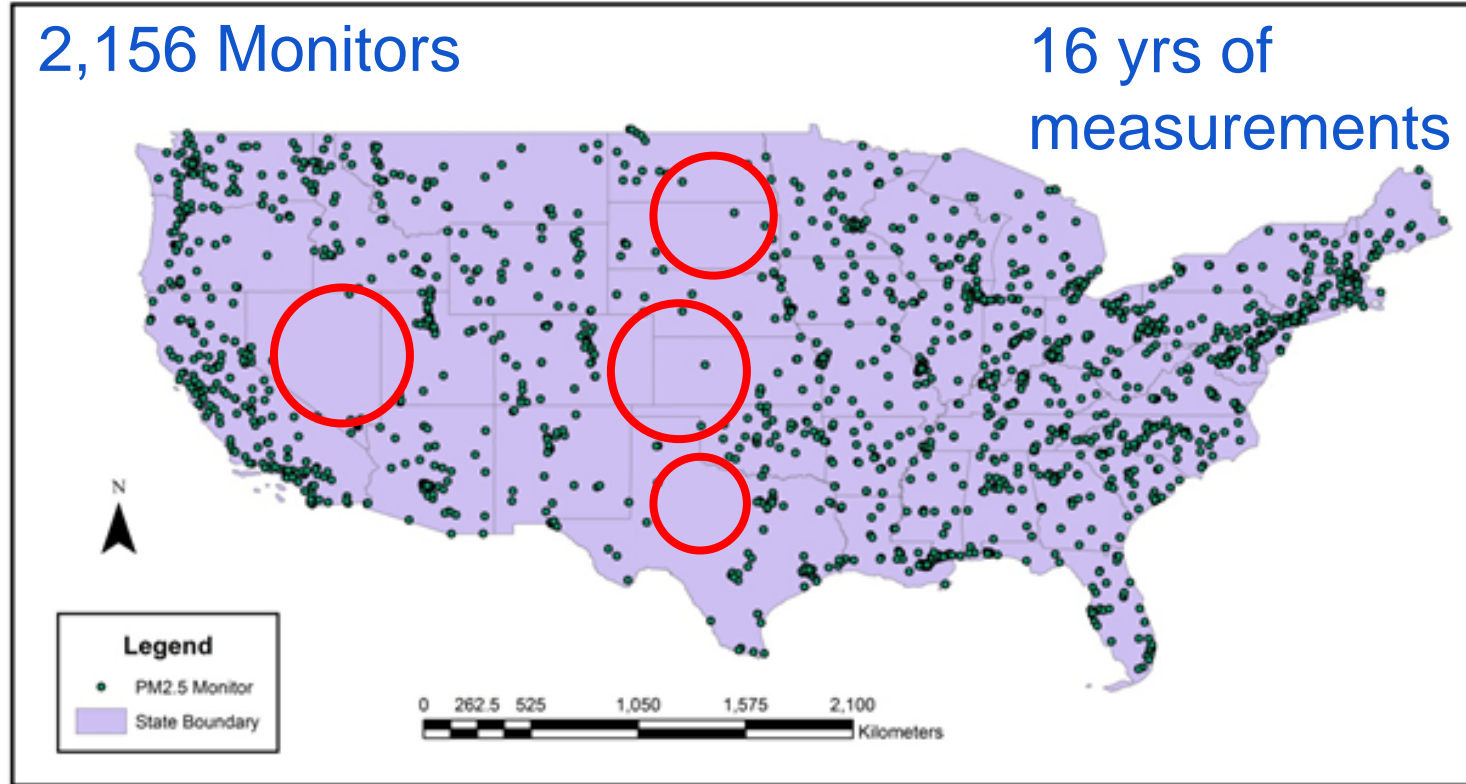 2,156 Monitors
16 yrs of
measurements
N
Legend
PM2.5 Monitor
State Boundary
0 262.5 525 1,050 1,575 2,100
Kilometers